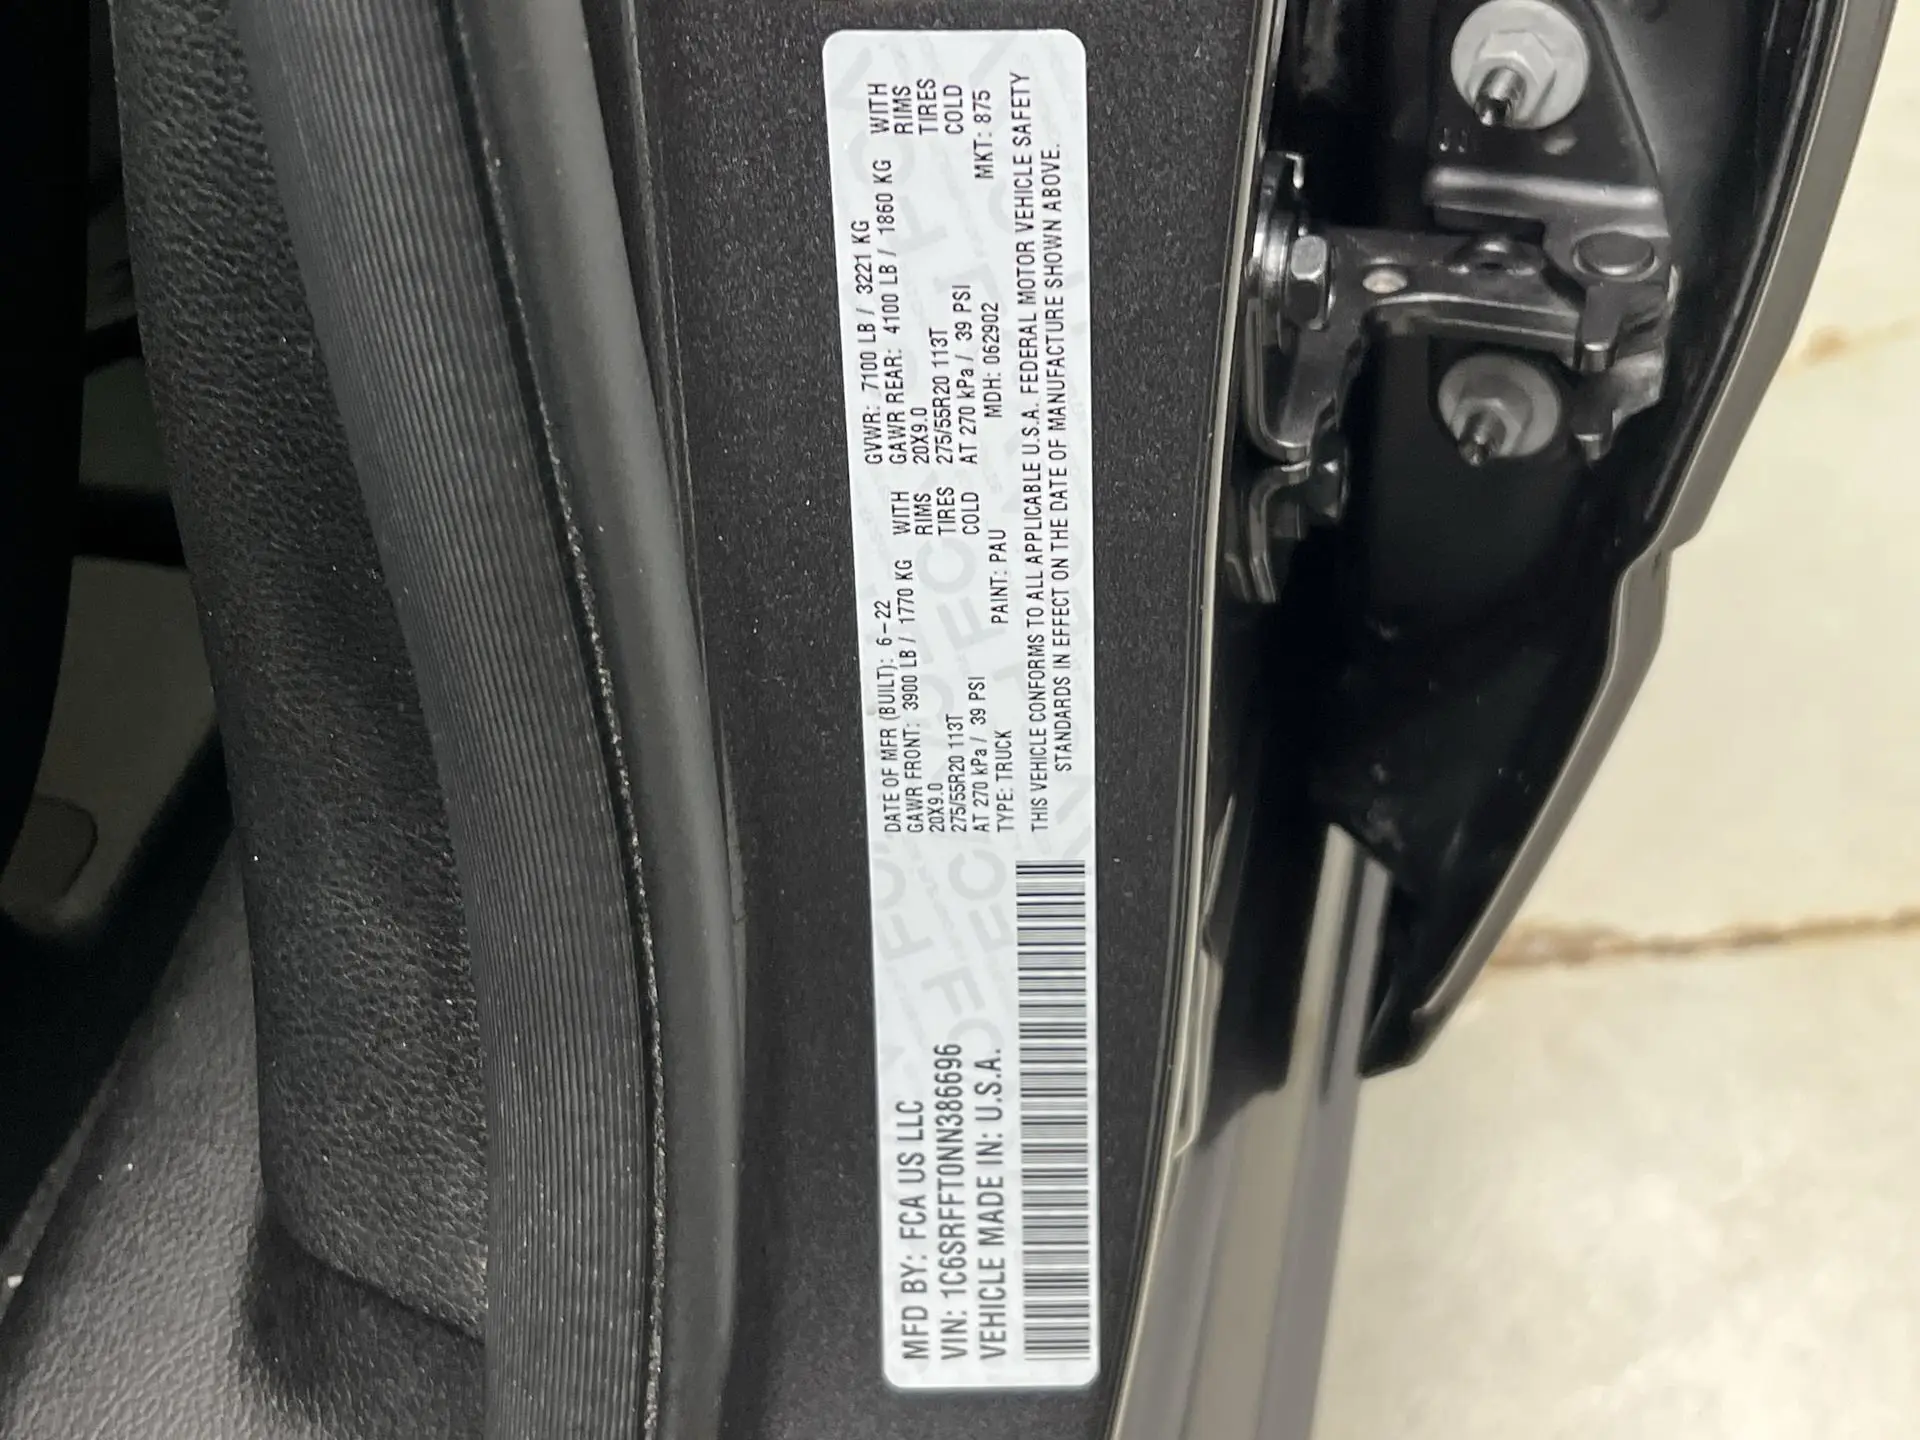 MFD BY: FCA US LLC
VIN: 1C6SRFFT0NN386696
VEHICLE MADE IN: U.S.A.
DATE OF MFR (BUILT): 6-22 GVWR: 7100 LB / 3221 KG
GAWR FRONT: 3900 LB / 1770 KG WITH GAWR REAR: 4100 LB / 1860 KG WITH
20X9.0 RIMS 20X9.0 RIMS
275/55R20 113T TIRES 275/55R20 113T TIRES
AT 270 kPa / 39 PSI COLD AT 270 kPa / 39 PSI COLD
TYPE: TRUCK PAINT: PAU MDH: 062902 MKT: 875
THIS VEHICLE CONFORMS TO ALL APPLICABLE U.S.A. FEDERAL MOTOR VEHICLE SAFETY
STANDARDS IN EFFECT ON THE DATE OF MANUFACTURE SHOWN ABOVE.